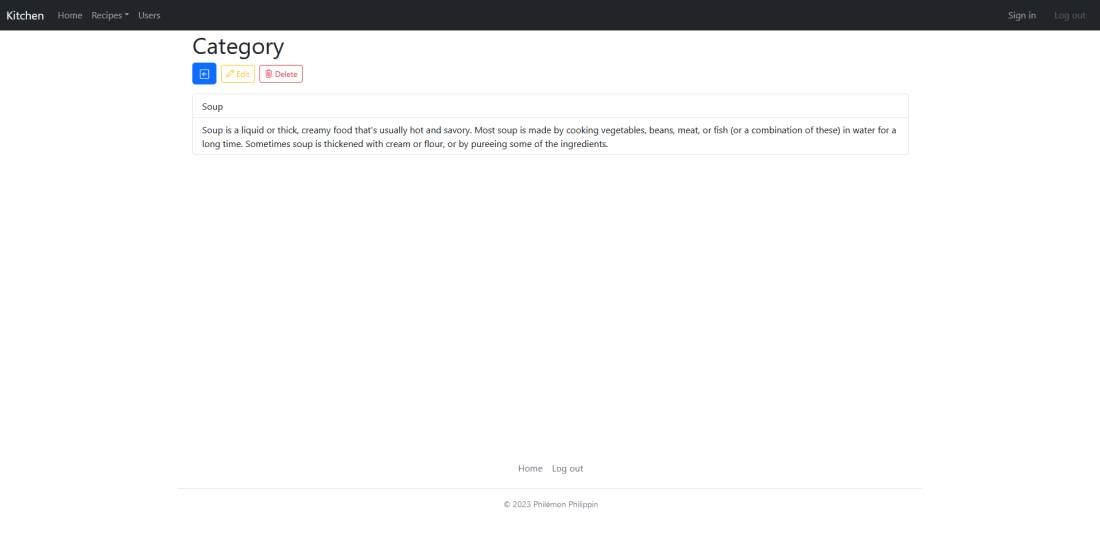 Kitchen Home Recipes Users Sign in Log out
Category
Edit Delete
Soup
Soup is a liquid or thick, creamy food that's usually hot and savory. Most soup is made by cooking vegetables, beans, meat, or fish (or a combination of these) in water for a
long time. Sometimes soup is thickened with cream or flour, or by pureeing some of the ingredients.
Home Log out
© 2023 Philémon Philippin